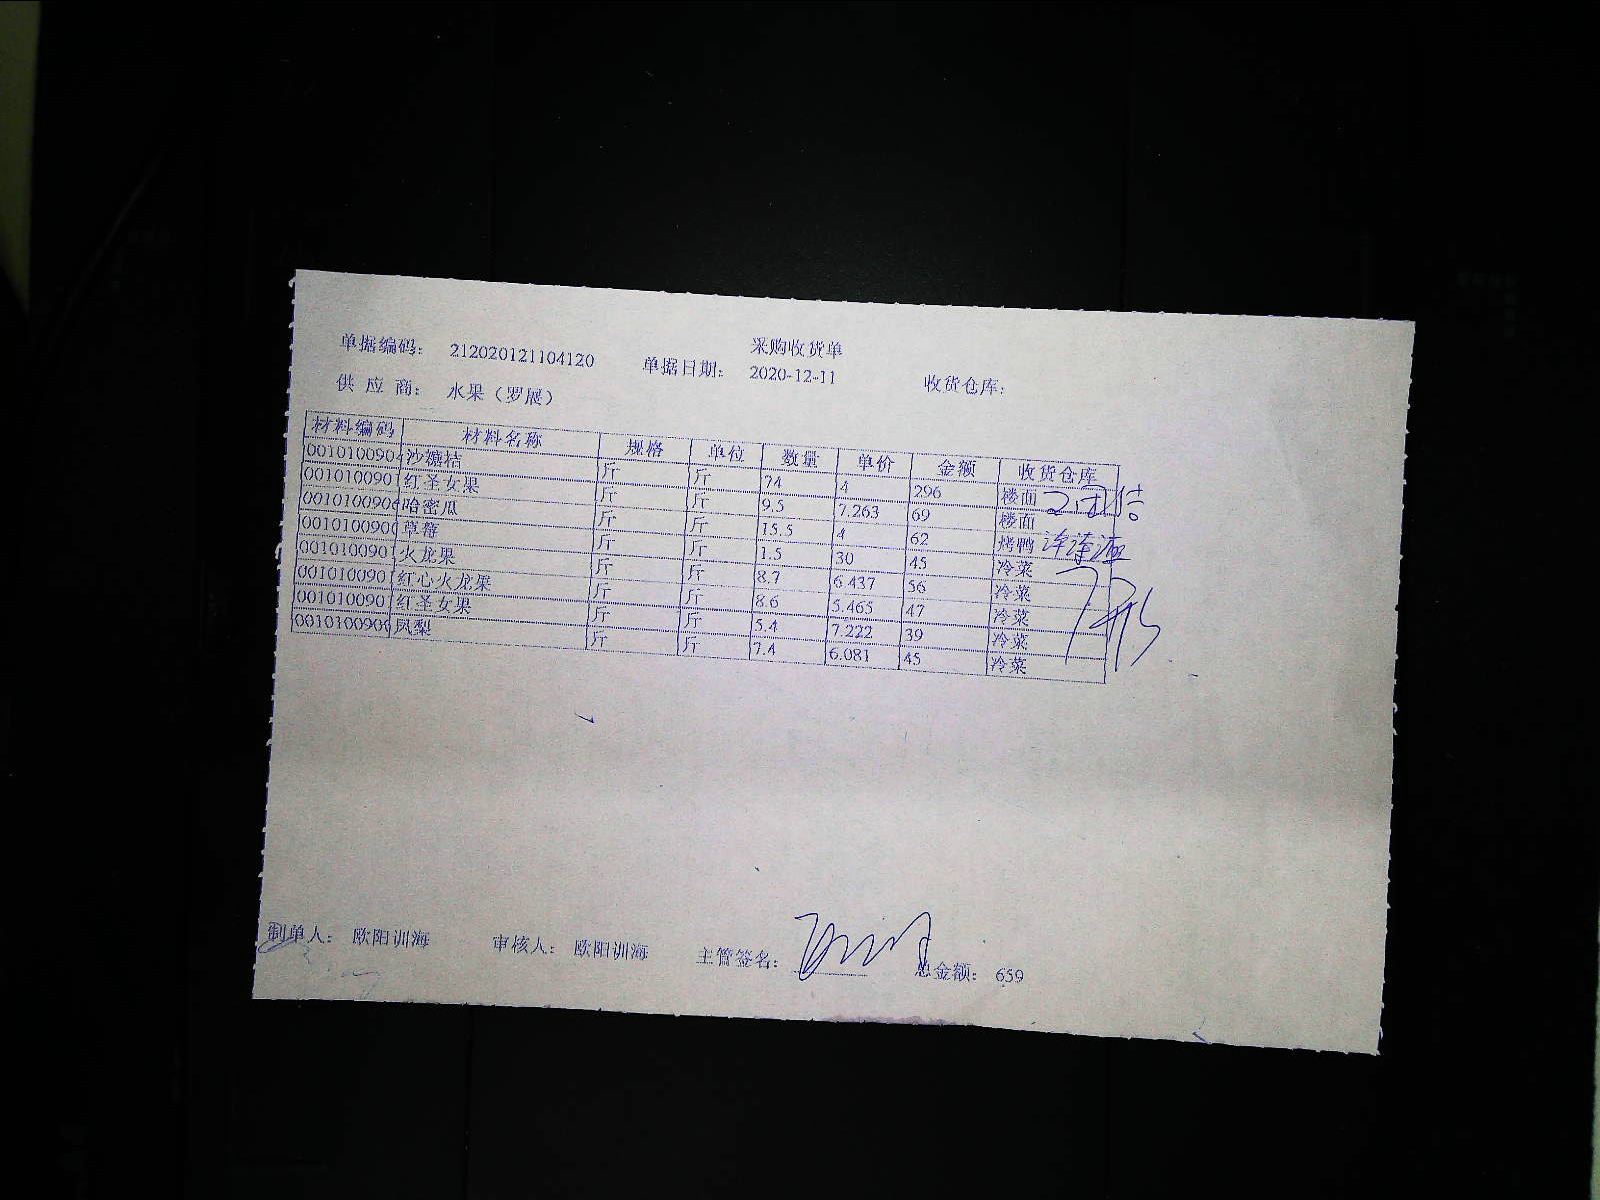 采购收货单
单据编码： 212020121104120 单据日期： 2020-12-11 收货仓库：
供 应 商： 水果（罗展）
材料编码 材料名称 规格 单位 数量 单价 金额 收货仓库
001010090 沙糖桔 斤 斤 74 4 296 楼面
001010090 红圣女果 斤 斤 9.5 7.263 69 楼面
001010090 哈密瓜 斤 斤 15.5 4 62 烤鸭
001010090 草莓 斤 斤 1.5 30 45 冷菜
001010090 火龙果 斤 斤 8.7 6.437 56 冷菜
001010090 红心火龙果 斤 斤 8.6 5.465 47 冷菜
001010090 红圣女果 斤 斤 5.4 7.222 39 冷菜
001010090 凤梨 斤 斤 7.4 6.081 45 冷菜
制单人： 欧阳训海 审核人： 欧阳训海 主管签名： 总金额： 659